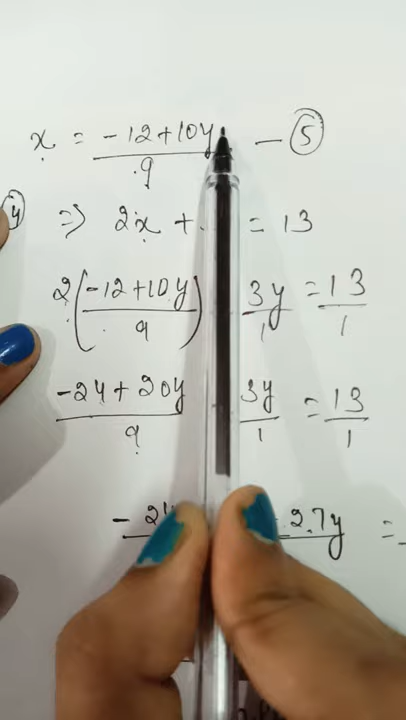 x = -12+10y / 9 — (5)
(4) => 2x + = 13
2(-12+10y / 9) 3y/1 = 13/1
-24+20y / 9 3y/1 = 13/1
- 27y =